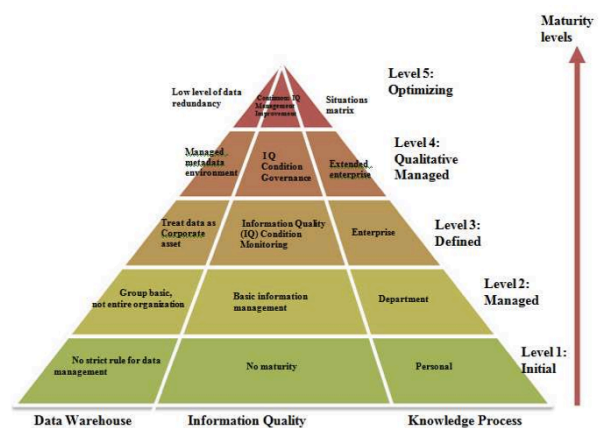 Maturity
levels
Level 5:
Optimizing
Low level of data
redundancy
Continous IQ
Management
Improvement
Situations
matrix
Level 4:
Qualitative
Managed
Managed
metadata
environment
IQ
Condition
Governance
Extended
enterprise
Level 3:
Defined
Treat data as
Corporate
asset
Information Quality
(IQ) Condition
Monitoring
Enterprise
Level 2:
Managed
Group basic,
not entire organization
Basic information
management
Department
Level 1:
Initial
No strict rule for data
management
No maturity
Personal
Data Warehouse
Information Quality
Knowledge Process